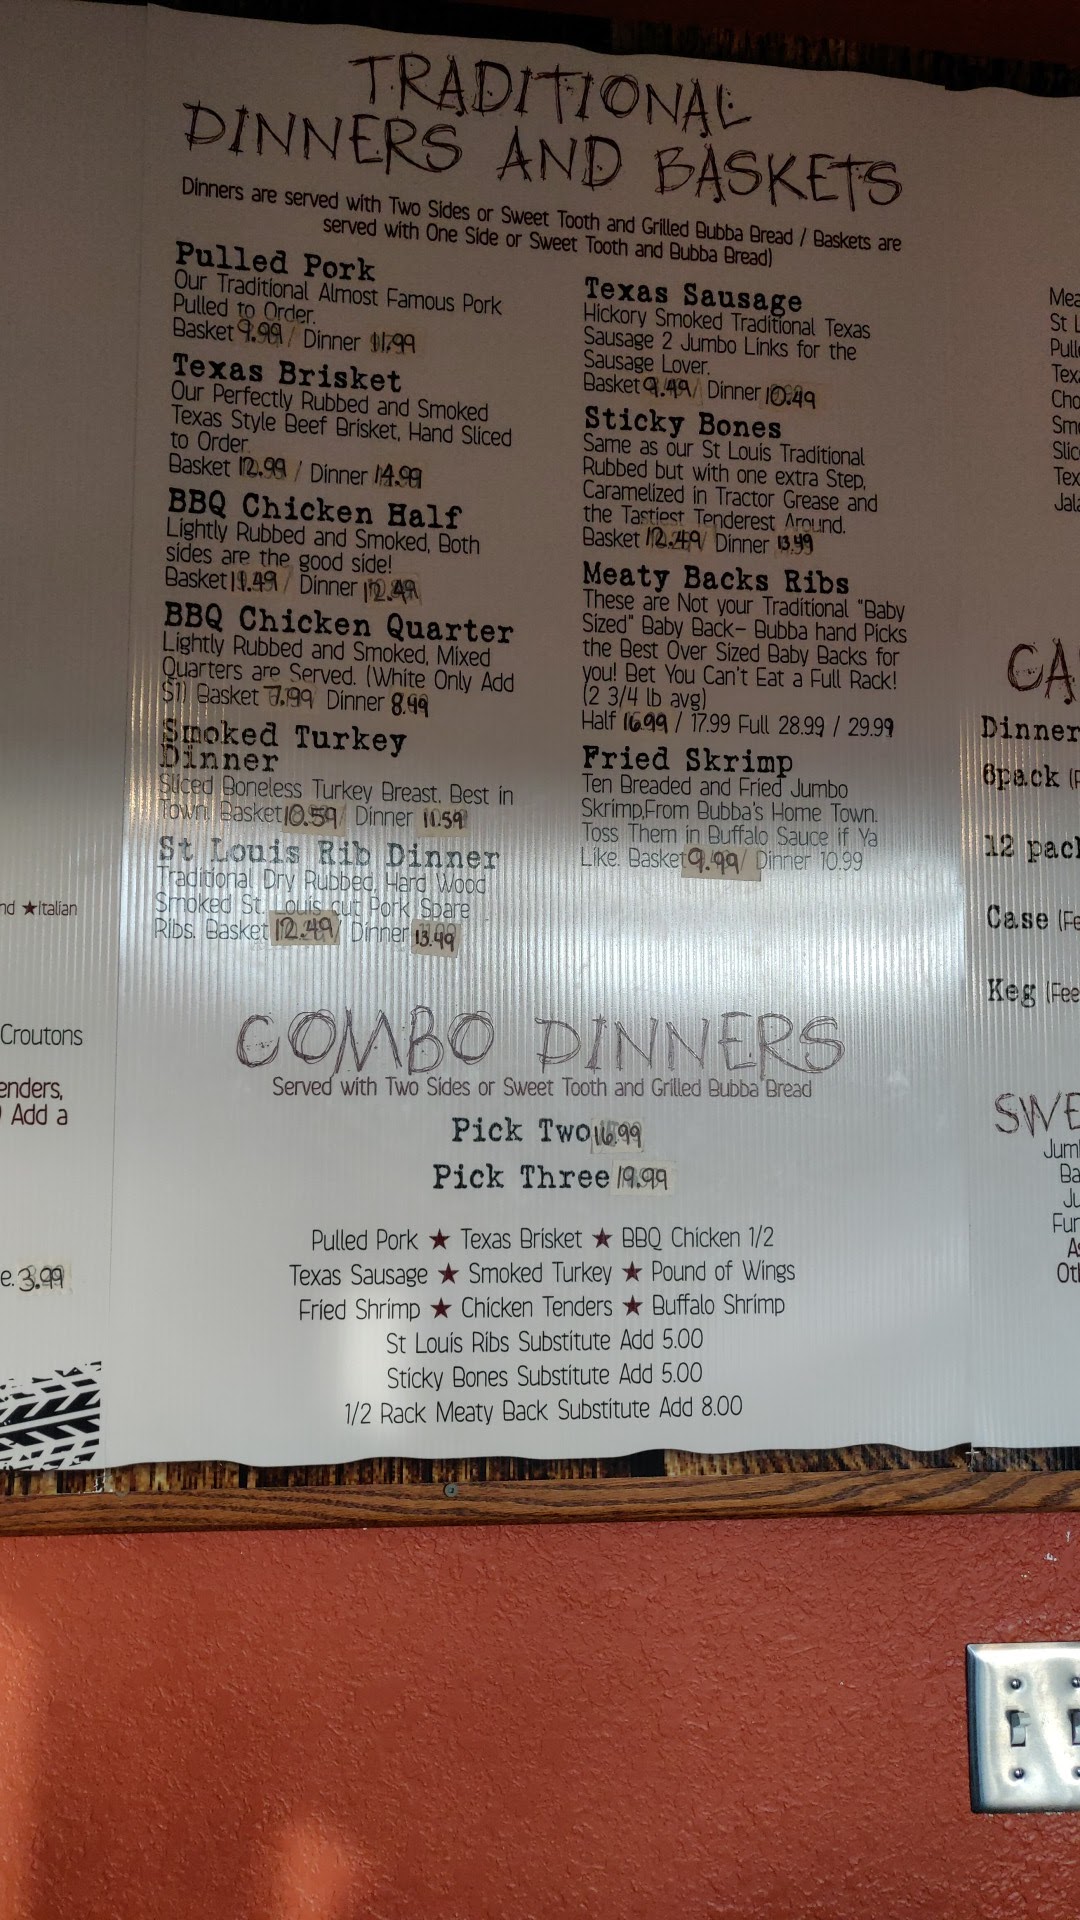 TRADITIONAL
DINNERS AND BASKETS
Dinners are served with Two Sides or Sweet Tooth and Grilled Bubba Bread / Baskets are
served with One Side or Sweet Tooth and Bubba Bread)
Pulled Pork
Our Traditional Almost Famous Pork
Pulled to Order.
Basket 9.99 / Dinner 11.99
Texas Brisket
Our Perfectly Rubbed and Smoked
Texas Style Beef Brisket, Hand Sliced
to Order.
Basket 12.99 / Dinner 14.99
BBQ Chicken Half
Lightly Rubbed and Smoked, Both
sides are the good side!
Basket 11.49 / Dinner 12.49
BBQ Chicken Quarter
Lightly Rubbed and Smoked, Mixed
Quarters are Served. (White Only Add
$1) Basket 7.99 Dinner 8.99
Smoked Turkey
Dinner
Sliced Boneless Turkey Breast. Best in
Town. Basket 10.59 / Dinner 11.59
St Louis Rib Dinner
Traditional Dry Rubbed, Hard Wood
Smoked St. Louis cut Pork Spare
Ribs. Basket 12.49 / Dinner 13.49
Texas Sausage
Hickory Smoked Traditional Texas
Sausage 2 Jumbo Links for the
Sausage Lover.
Basket 9.49 / Dinner 10.49
Sticky Bones
Same as our St Louis Traditional
Rubbed but with one extra Step,
Caramelized in Tractor Grease and
the Tastiest Tenderest Around.
Basket 12.49 / Dinner 13.49
Meaty Backs Ribs
These are Not your Traditional "Baby
Sized" Baby Back- Bubba hand Picks
the Best Over Sized Baby Backs for
you! Bet You Can't Eat a Full Rack!
(2 3/4 lb avg)
Half 16.99 / 17.99 Full 28.99 / 29.99
Fried Skrimp
Ten Breaded and Fried Jumbo
Skrimp,From Bubba's Home Town.
Toss Them in Buffalo Sauce if Ya
Like. Basket 9.99 / Dinner 10.99
COMBO DINNERS
Served with Two Sides or Sweet Tooth and Grilled Bubba Bread
Pick Two 16.99
Pick Three 19.99
Pulled Pork ★ Texas Brisket ★ BBQ Chicken 1/2
Texas Sausage ★ Smoked Turkey ★ Pound of Wings
Fried Shrimp ★ Chicken Tenders ★ Buffalo Shrimp
St Louis Ribs Substitute Add 5.00
Sticky Bones Substitute Add 5.00
1/2 Rack Meaty Back Substitute Add 8.00
★Italian
Croutons
Add a
3.99
Dinner
6pack
12 pack
Case
Keg